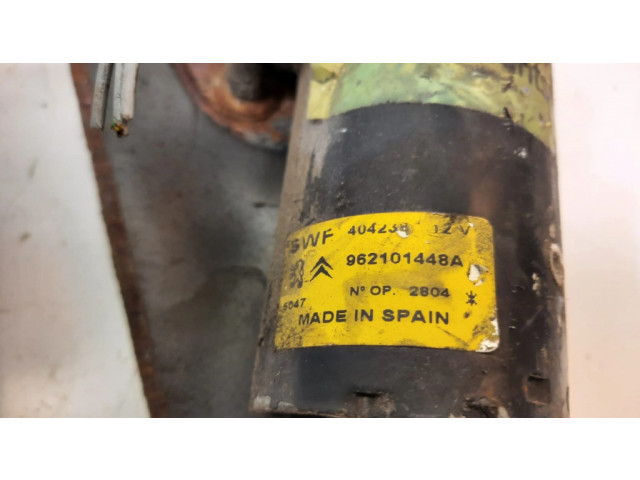 SWF 404238 12 V
962101448A
5047 Nº OP. 2804 *
MADE IN SPAIN